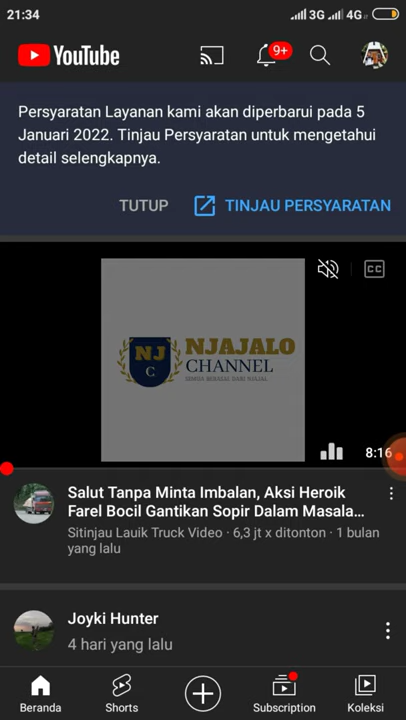 21:34
3G 4G
YouTube
9+
Persyaratan Layanan kami akan diperbarui pada 5
Januari 2022. Tinjau Persyaratan untuk mengetahui
detail selengkapnya.
TUTUP
TINJAU PERSYARATAN
CC
NJ
C
NJAJALO
CHANNEL
8:16
Salut Tanpa Minta Imbalan, Aksi Heroik
Farel Bocil Gantikan Sopir Dalam Masala...
Sitinjau Lauik Truck Video · 6,3 jt x ditonton · 1 bulan
yang lalu
Joyki Hunter
4 hari yang lalu
Beranda
Shorts
Subscription
Koleksi